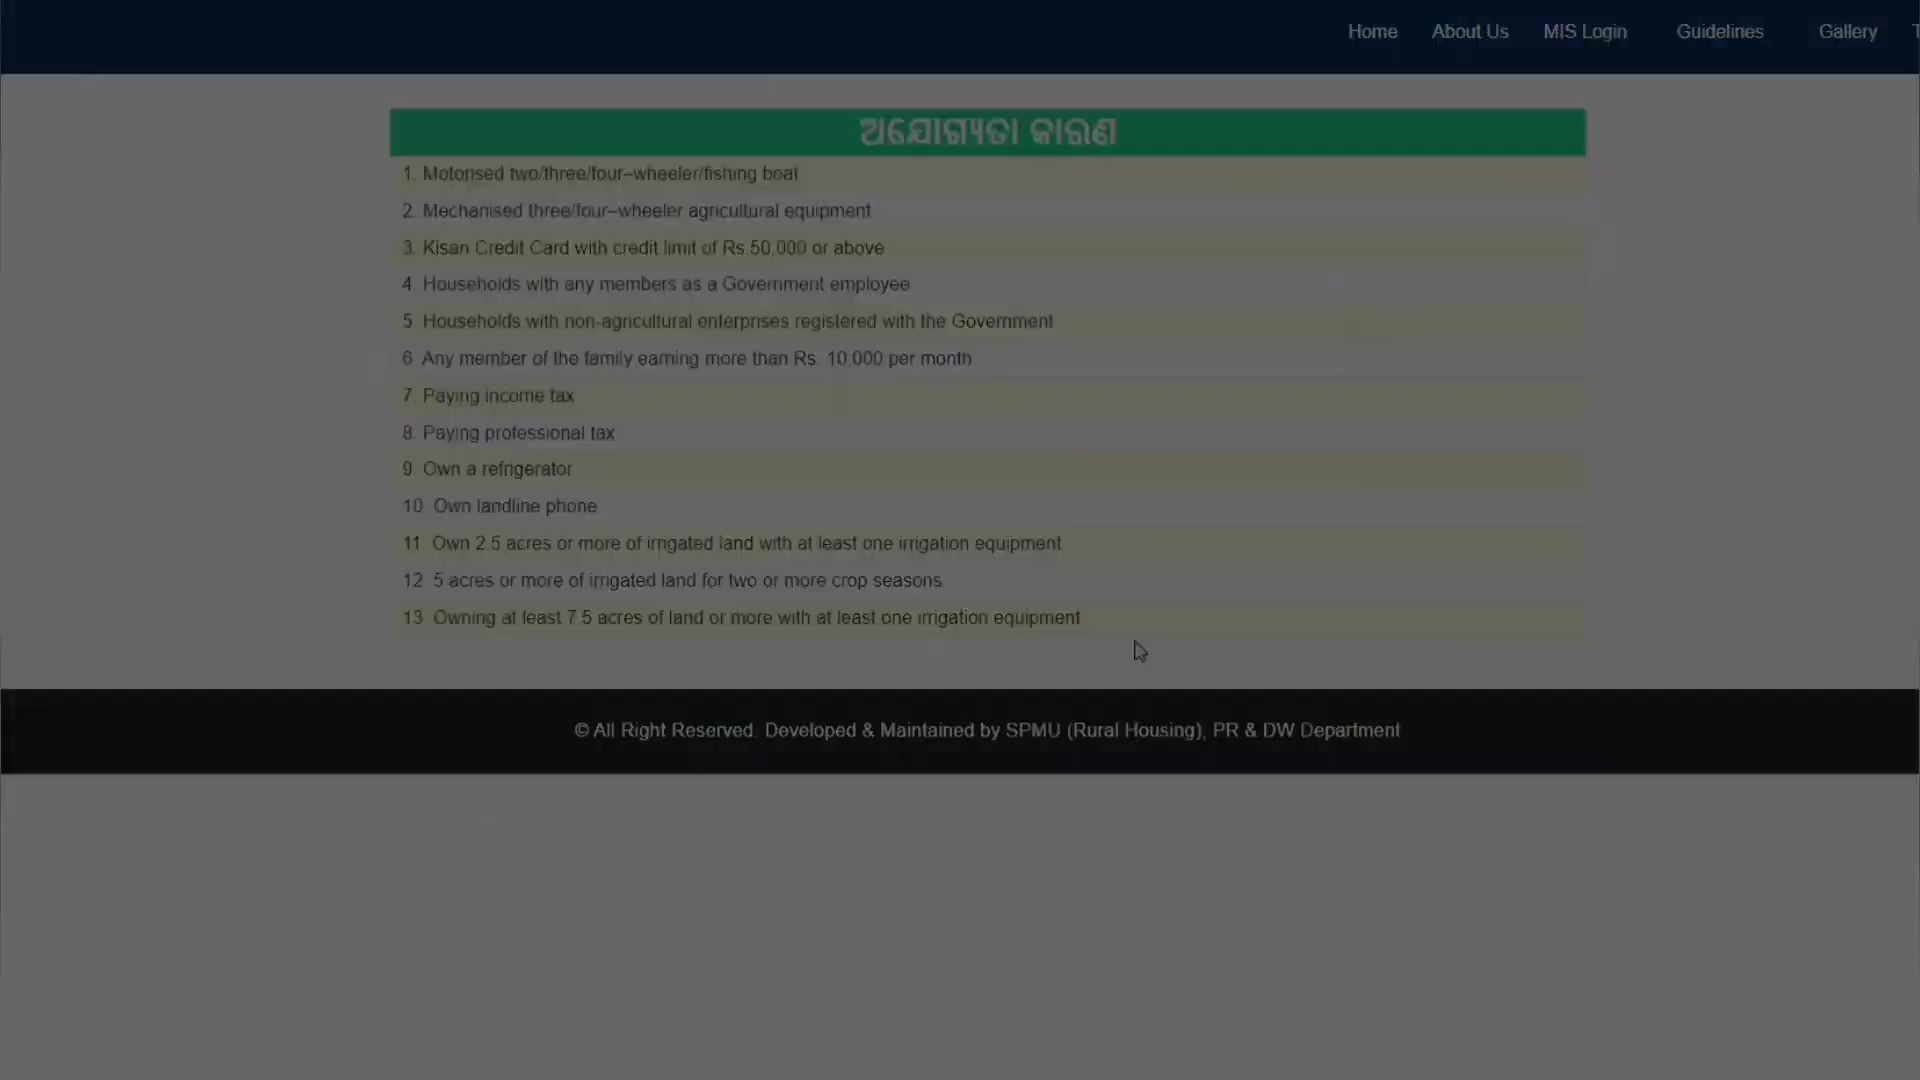 Home About Us MIS Login Guidelines Gallery T
ଅଯୋଗ୍ୟତା କାରଣ
1. Motorised two/three/four–wheeler/fishing boat
2. Mechanised three/four–wheeler agricultural equipment
3. Kisan Credit Card with credit limit of Rs.50,000 or above
4. Households with any members as a Government employee
5. Households with non-agricultural enterprises registered with the Government
6. Any member of the family earning more than Rs. 10,000 per month
7. Paying income tax
8. Paying professional tax
9. Own a refrigerator
10. Own landline phone
11. Own 2.5 acres or more of irrigated land with at least one irrigation equipment
12. 5 acres or more of irrigated land for two or more crop seasons
13. Owning at least 7.5 acres of land or more with at least one irrigation equipment
© All Right Reserved. Developed & Maintained by SPMU (Rural Housing), PR & DW Department